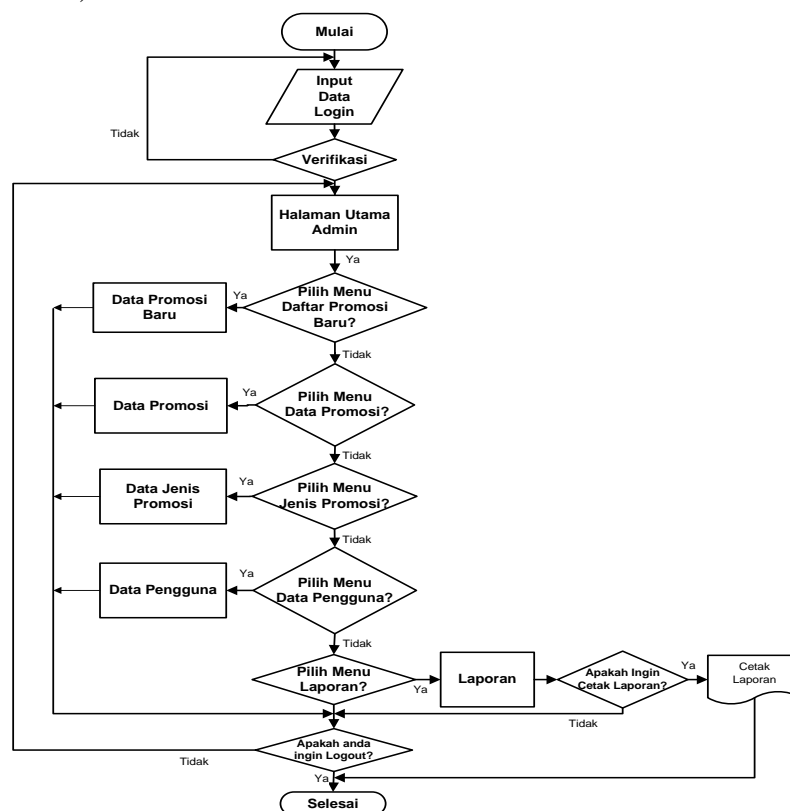 Mulai
Input
Data
Login
Tidak
Verifikasi
Halaman Utama
Admin
Ya
Data Promosi
Baru
Ya
Pilih Menu
Daftar Promosi
Baru?
Tidak
Data Promosi
Ya
Pilih Menu
Data Promosi?
Tidak
Data Jenis
Promosi
Ya
Pilih Menu
Jenis Promosi?
Tidak
Data Pengguna
Ya
Pilih Menu
Data Pengguna?
Tidak
Pilih Menu
Laporan?
Ya
Laporan
Apakah Ingin
Cetak Laporan?
Ya
Cetak
Laporan
Tidak
Apakah anda
ingin Logout?
Tidak
Ya
Selesai